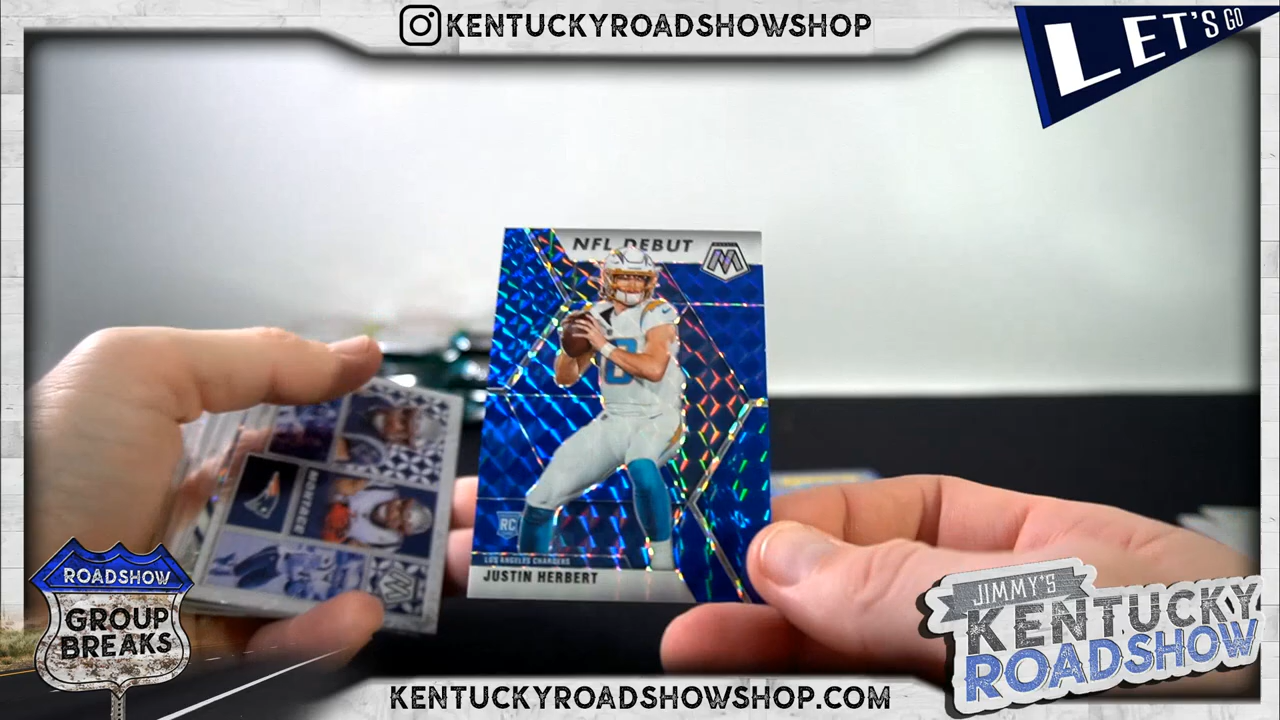 KENTUCKYROADSHOWSHOP
LET'S GO
NFL DEBUT
RC
LOS ANGELES CHARGERS
JUSTIN HERBERT
MONTAGE
ROADSHOW
GROUP
BREAKS
JIMMY'S
KENTUCKY
ROADSHOW
KENTUCKYROADSHOWSHOP.COM